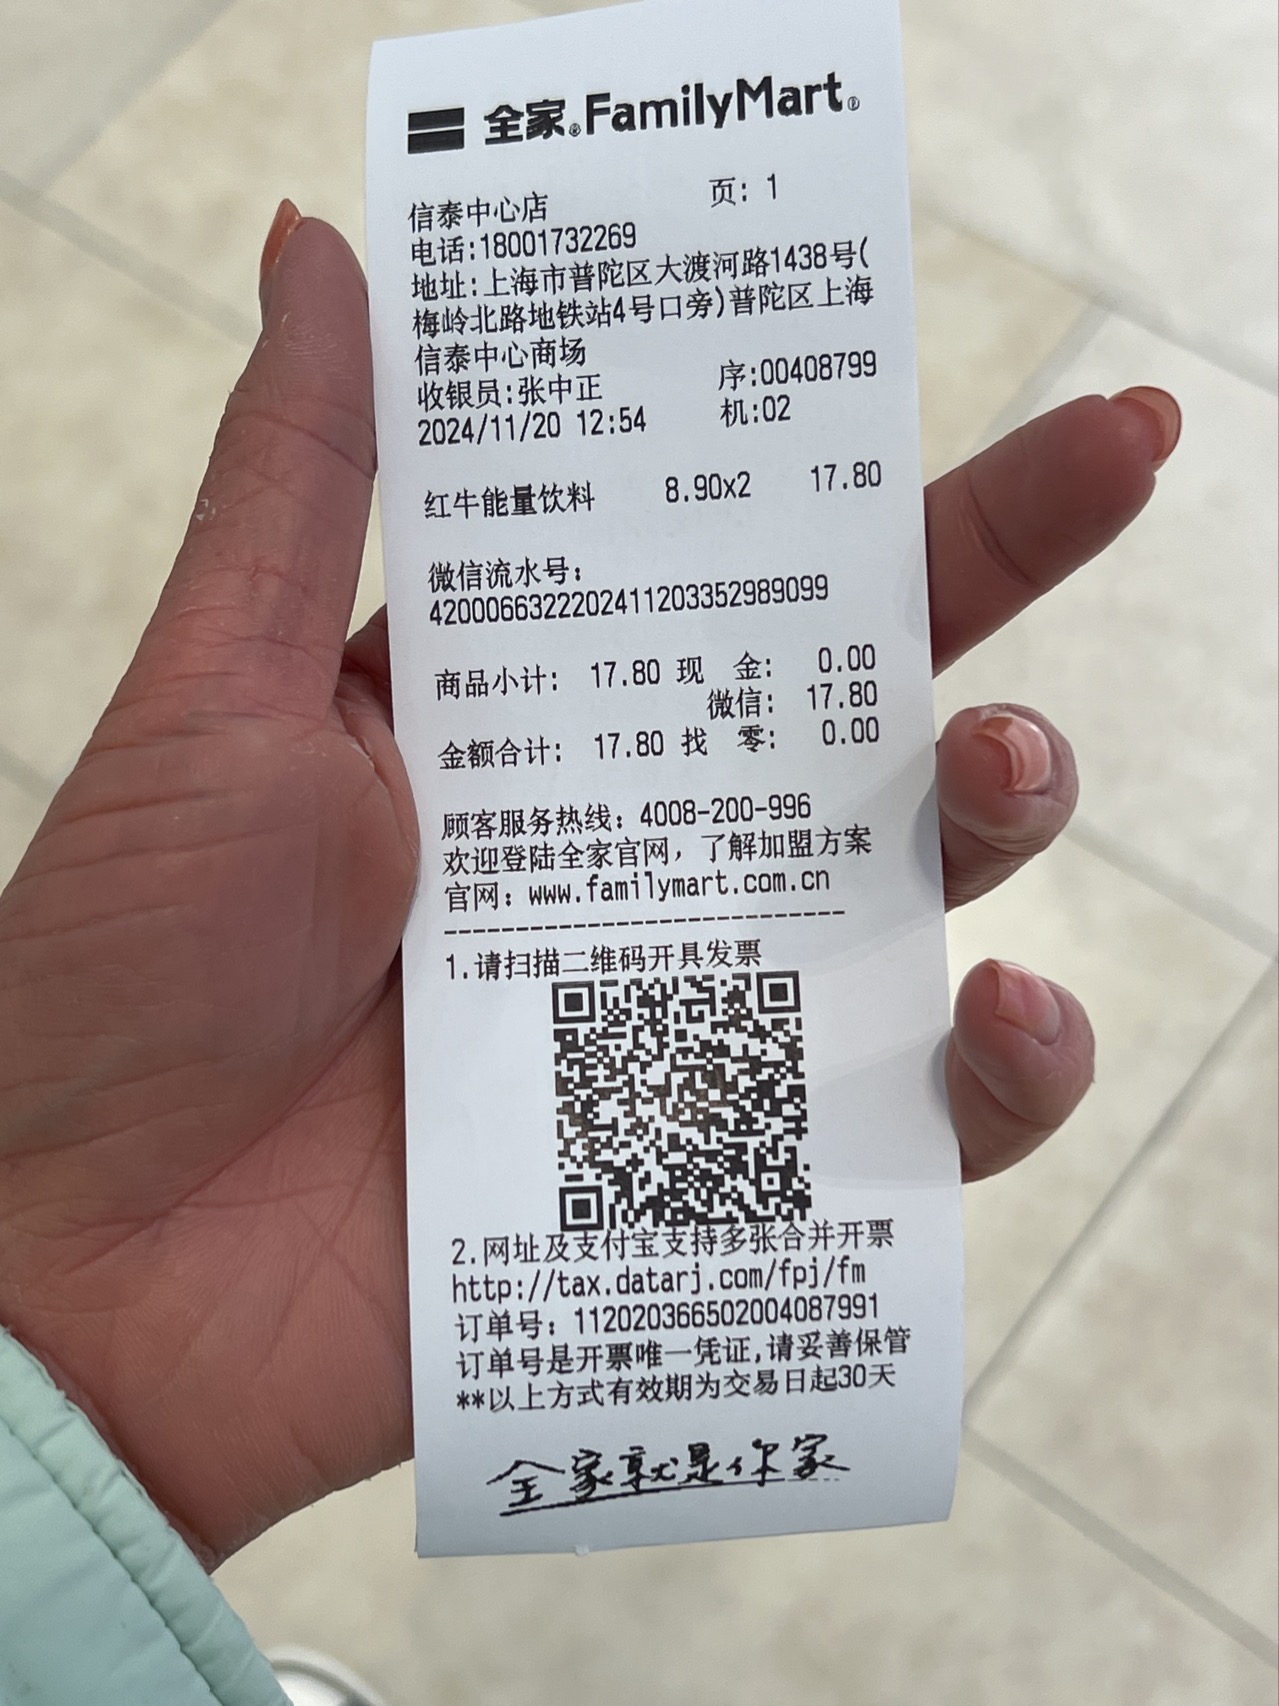 全家®FamilyMart®
信泰中心店 页: 1
电话:18001732269
地址:上海市普陀区大渡河路1438号(
梅岭北路地铁站4号口旁)普陀区上海
信泰中心商场
收银员:张中正 序:00408799
2024/11/20 12:54 机:02
红牛能量饮料 8.90x2 17.80
微信流水号:
4200066322202411203352989099
商品小计: 17.80 现 金: 0.00
微信: 17.80
金额合计: 17.80 找 零: 0.00
顾客服务热线: 4008-200-996
欢迎登陆全家官网, 了解加盟方案
官网: www.familymart.com.cn
-----------------------------
1.请扫描二维码开具发票
2.网址及支付宝支持多张合并开票
http://tax.datarj.com/fpj/fm
订单号: 112020366502004087991
订单号是开票唯一凭证,请妥善保管
**以上方式有效期为交易日起30天
全家就是你家